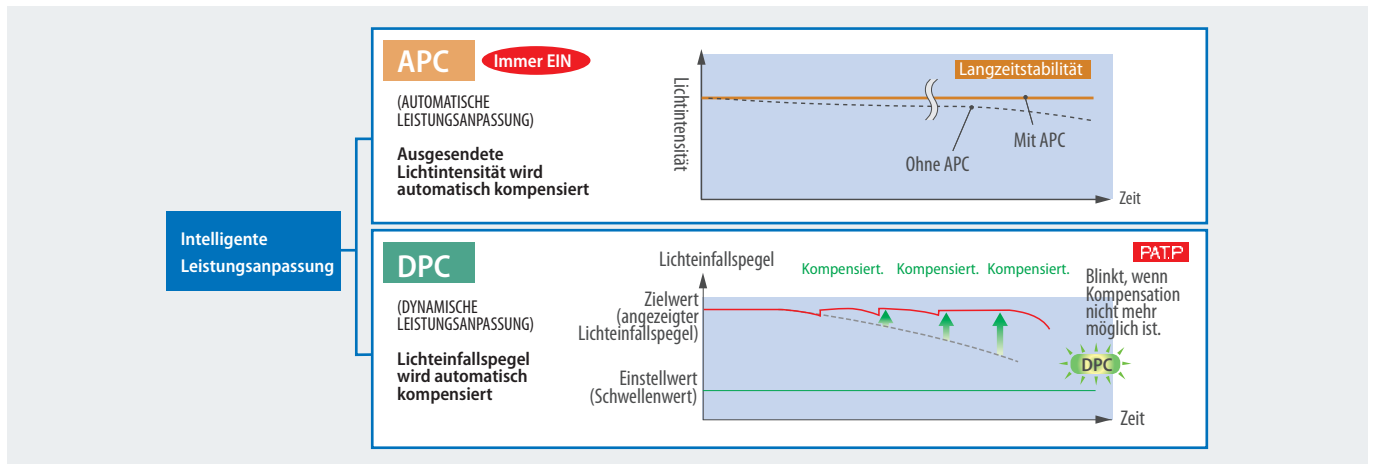 Intelligente
Leistungsanpassung
APC
Immer EIN
(AUTOMATISCHE
LEISTUNGSANPASSUNG)
Ausgesendete
Lichtintensität wird
automatisch kompensiert
Lichtintensität
Langzeitstabilität
Mit APC
Ohne APC
Zeit
DPC
(DYNAMISCHE
LEISTUNGSANPASSUNG)
Lichteinfallspegel
wird automatisch
kompensiert
Lichteinfallspegel
Kompensiert. Kompensiert. Kompensiert.
PAT.P
Blinkt, wenn
Kompensation
nicht mehr
möglich ist.
Zielwert
(angezeigter
Lichteinfallspegel)
DPC
Einstellwert
(Schwellenwert)
Zeit